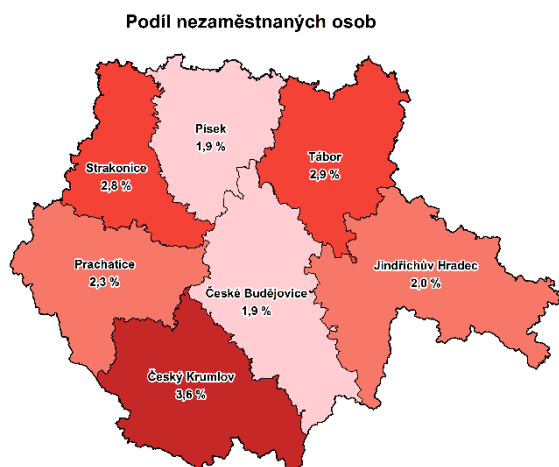 Podíl nezaměstnaných osob
Písek
1,9 %
Tábor
2,9 %
Strakonice
2,8 %
Prachatice
2,3 %
Jindřichův Hradec
2,0 %
České Budějovice
1,9 %
Český Krumlov
3,6 %